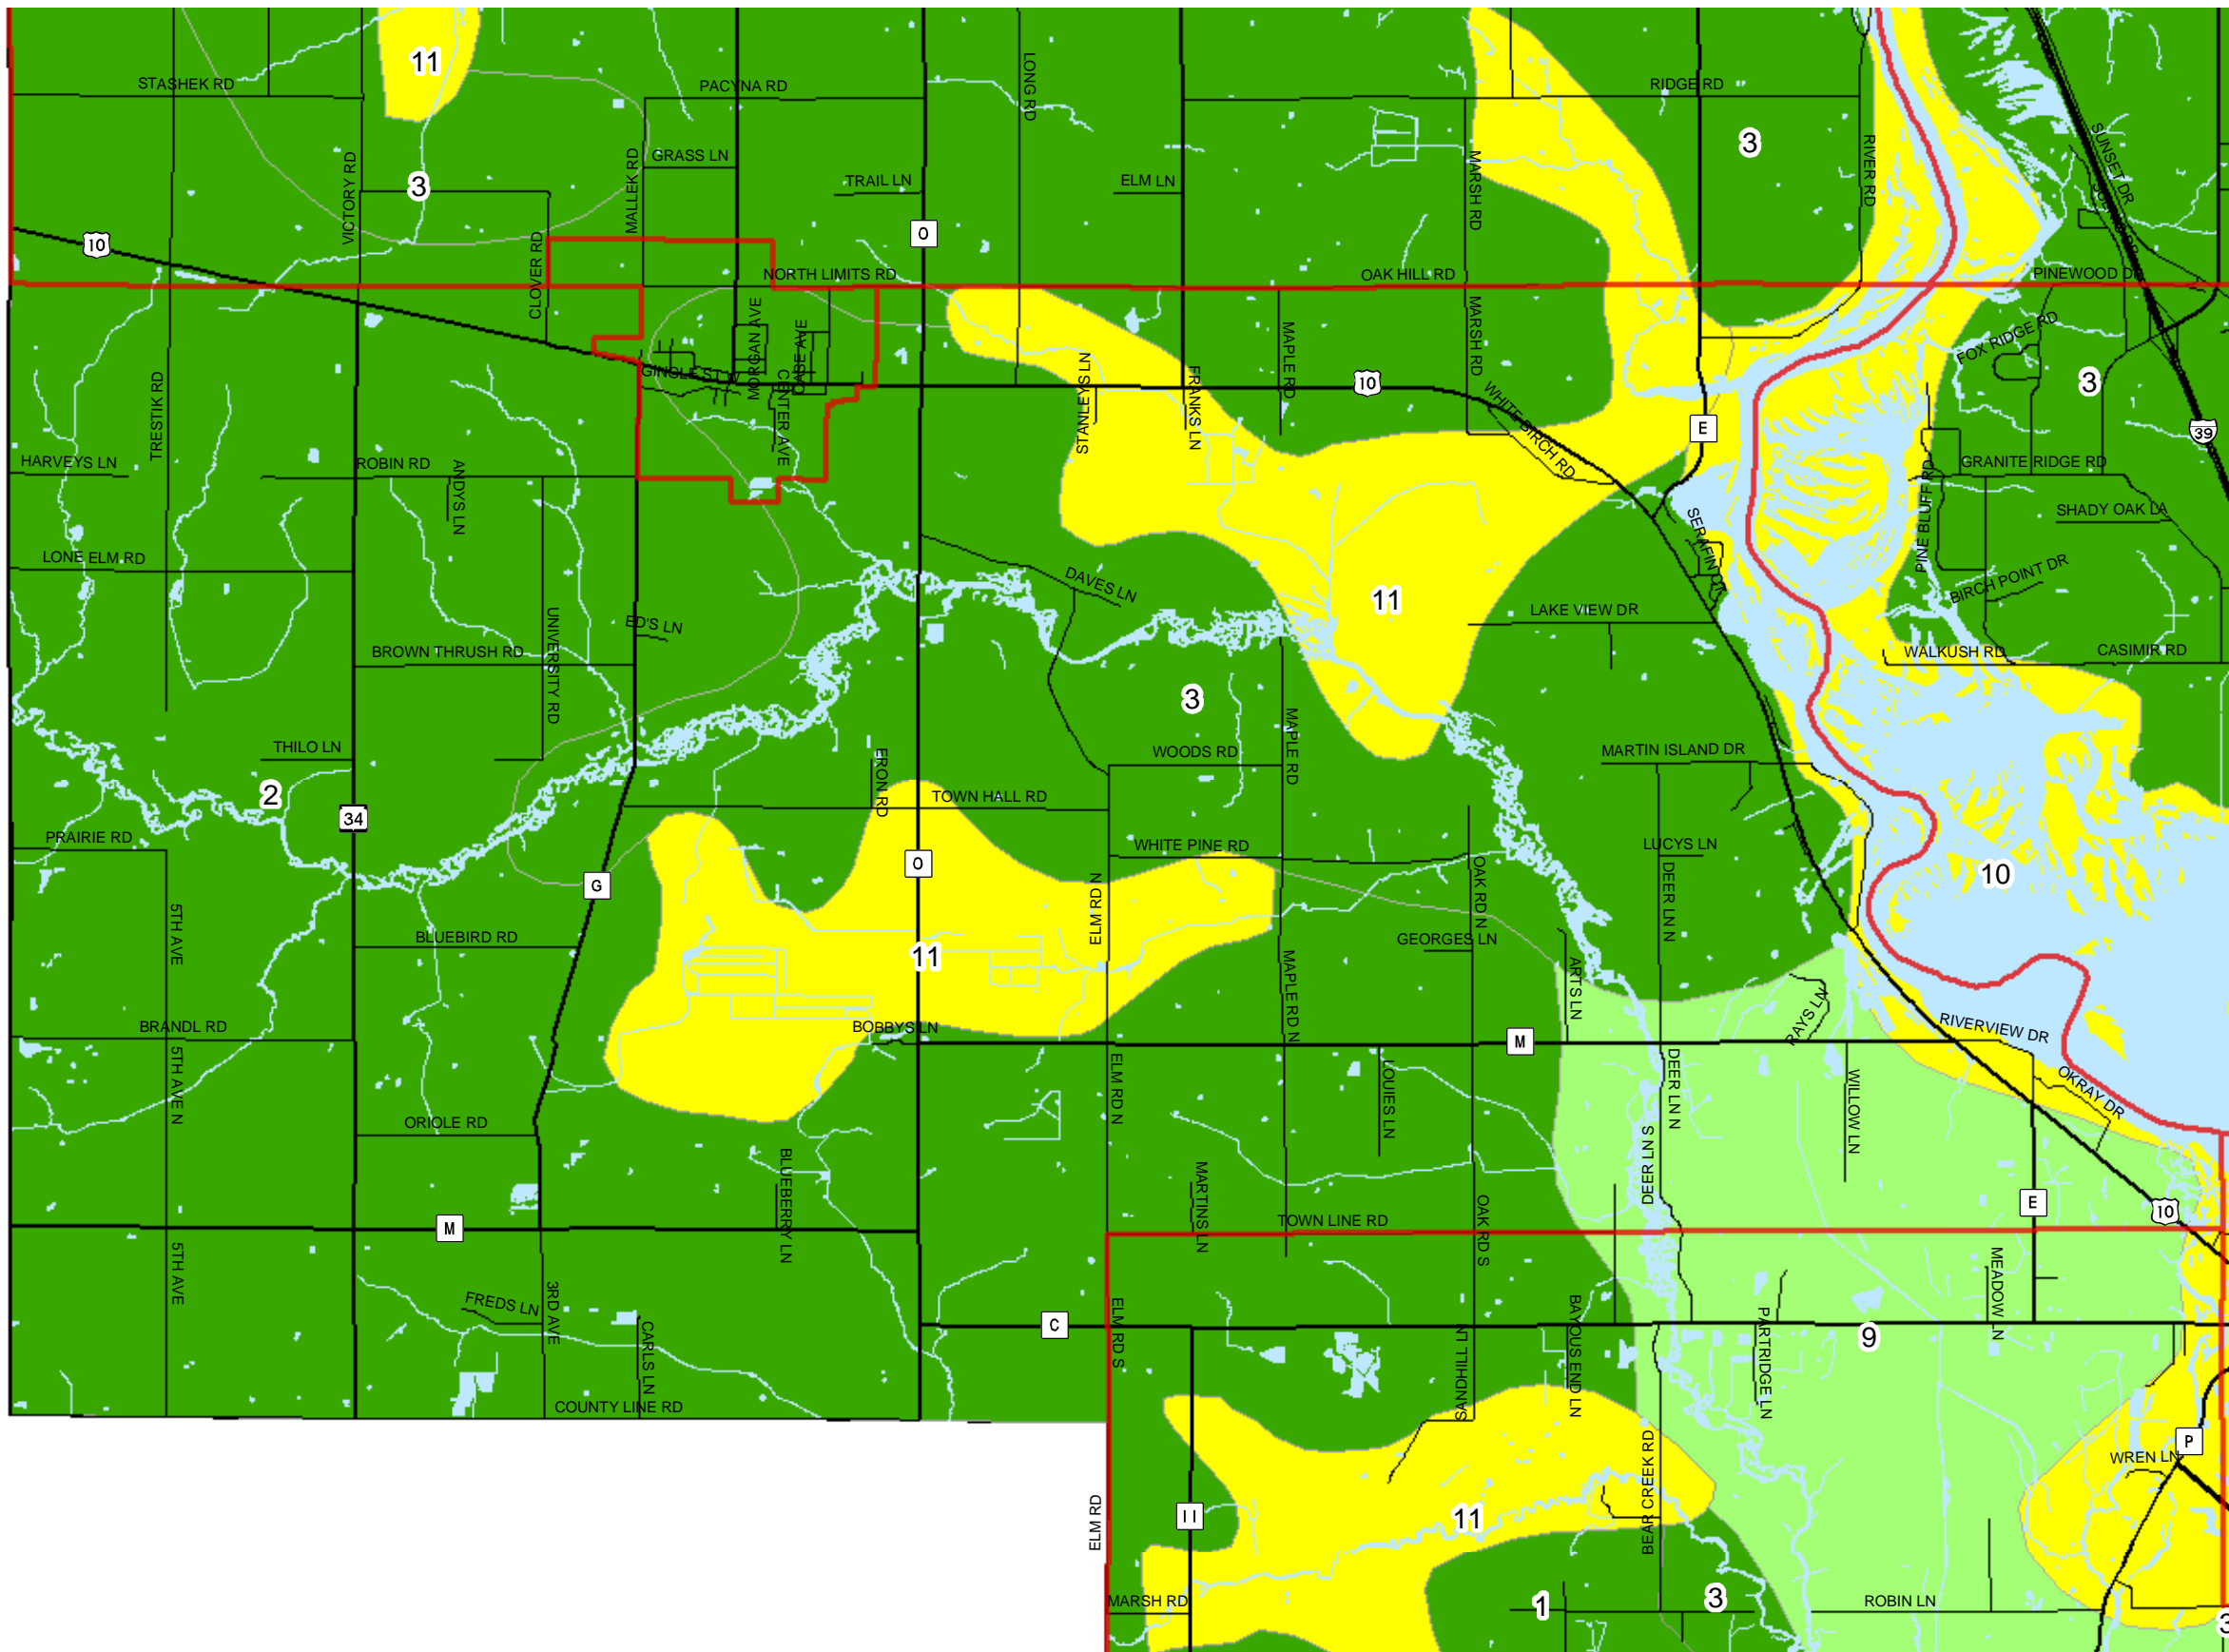 11
STASHEK RD
PACYNA RD
LONG RD
RIDGE RD
3
RIVER RD
SUNSET DR
GRASS LN
MALLEK RD
VICTORY RD
3
TRAIL LN
ELM LN
MARSH RD
10
CLOVER RD
O
NORTH LIMITS RD
OAK HILL RD
PINEWOOD DR
MORGAN AVE
CASE AVE
MAPLE RD
MARSH RD
FOX RIDGE RD
3
GINGLE ST W
CENTER AVE
STANLEYS LN
FRANKS LN
10
WHITE BIRCH RD
E
39
TRESTIK RD
HARVEYS LN
ROBIN RD
ANDYS LN
GRANITE RIDGE RD
PINE BLUFF RD
SHADY OAK LA
LONE ELM RD
DAVES LN
BIRCH POINT DR
11
LAKE VIEW DR
UNIVERSITY RD
ED'S LN
BROWN THRUSH RD
WALKUSH RD
CASIMIR RD
3
THILO LN
WOODS RD
MAPLE RD
MARTIN ISLAND DR
2
34
ERON RD
TOWN HALL RD
PRAIRIE RD
WHITE PINE RD
LUCYS LN
O
G
OAK RD N
DEER LN N
10
5TH AVE
ELM RD N
BLUEBIRD RD
11
GEORGES LN
MAPLE RD N
ARTS LN
RAYS LN
BRANDL RD
BOBBYS LN
M
RIVERVIEW DR
5TH AVE N
ELM RD N
LOUIES LN
DEER LN N
WILLOW LN
OKRAY DR
ORIOLE RD
DEER LN S
BLUEBERRY LN
MARTINS LN
E
10
M
TOWN LINE RD
OAK RD S
5TH AVE
MEADOW LN
FREDS LN
3RD AVE
CARLS LN
C
ELM RD S
SANDHILL LN
BAYOUS END LN
PARTRIDGE LN
9
COUNTY LINE RD
P
WREN LN
BEAR CREEK RD
ELM RD
11
MARSH RD
1
3
ROBIN LN
3